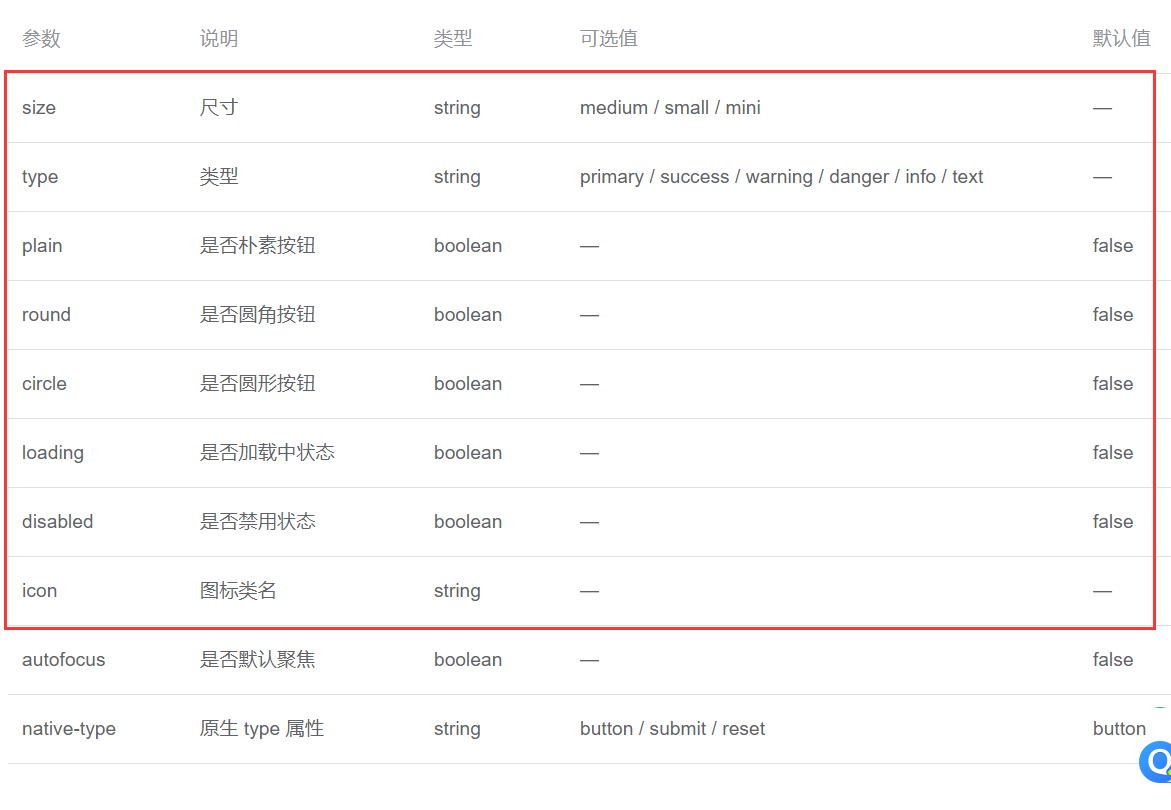 参数 说明 类型 可选值 默认值
size 尺寸 string medium / small / mini —
type 类型 string primary / success / warning / danger / info / text —
plain 是否朴素按钮 boolean — false
round 是否圆角按钮 boolean — false
circle 是否圆形按钮 boolean — false
loading 是否加载中状态 boolean — false
disabled 是否禁用状态 boolean — false
icon 图标类名 string — —
autofocus 是否默认聚焦 boolean — false
native-type 原生 type 属性 string button / submit / reset button